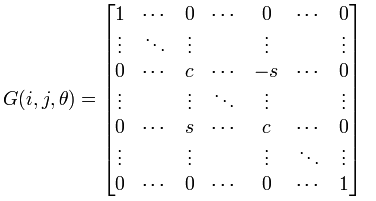 1 ⋯ 0 ⋯ 0 ⋯ 0
⋮ ⋱ ⋮ ⋮ ⋮
0 ⋯ c ⋯ −s ⋯ 0
G(i, j, θ) = ⋮ ⋮ ⋱ ⋮ ⋮
0 ⋯ s ⋯ c ⋯ 0
⋮ ⋮ ⋮ ⋱ ⋮
0 ⋯ 0 ⋯ 0 ⋯ 1